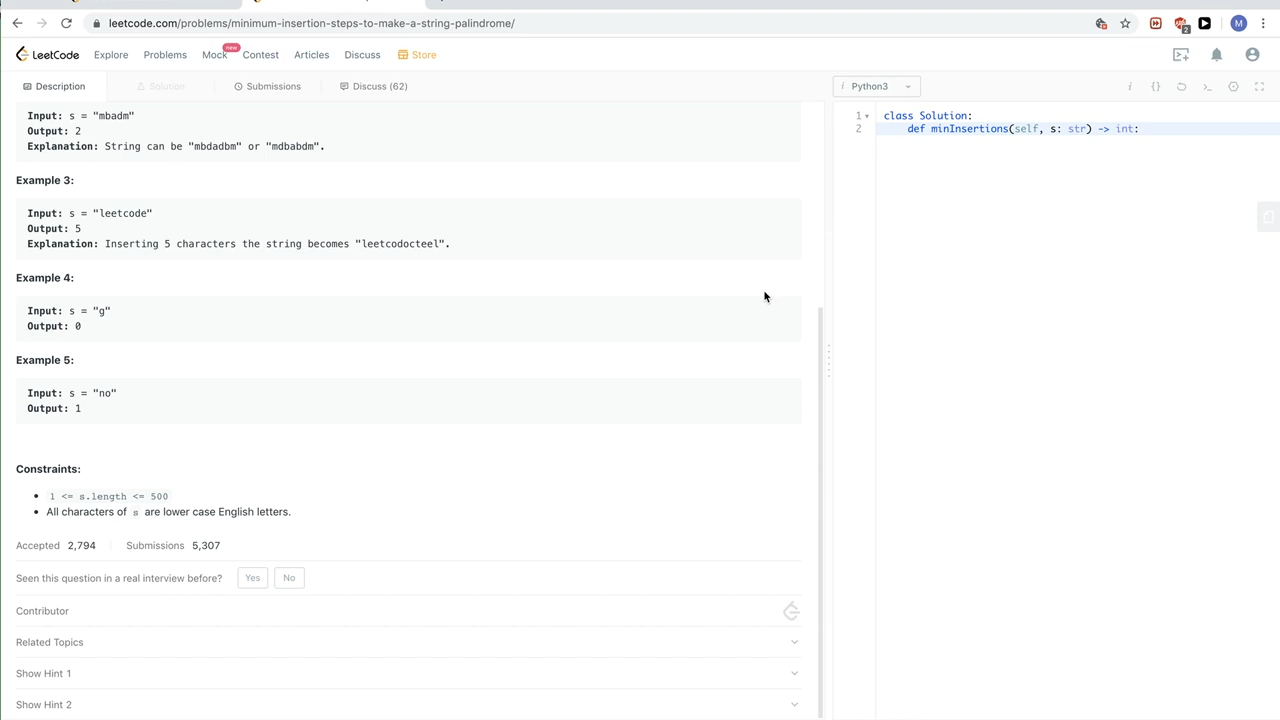 leetcode.com/problems/minimum-insertion-steps-to-make-a-string-palindrome/
2
M
LeetCode
Explore
Problems
Mock
new
Contest
Articles
Discuss
Store
Description
Solution
Submissions
Discuss (62)
i Python3
Input: s = "mbadm"
Output: 2
Explanation: String can be "mbdadbm" or "mdbabdm".
Example 3:
Input: s = "leetcode"
Output: 5
Explanation: Inserting 5 characters the string becomes "leetcodocteel".
Example 4:
Input: s = "g"
Output: 0
Example 5:
Input: s = "no"
Output: 1
Constraints:
1 <= s.length <= 500
All characters of s are lower case English letters.
Accepted 2,794 Submissions 5,307
Seen this question in a real interview before? Yes No
Contributor
Related Topics
Show Hint 1
Show Hint 2
1 class Solution:
2 def minInsertions(self, s: str) -> int: